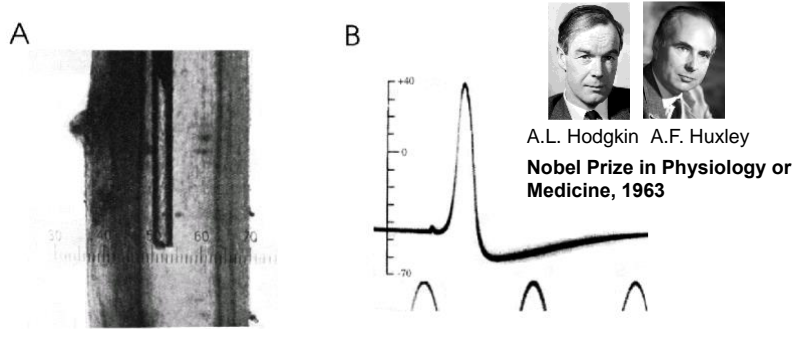 A
B
+40
0
-70
30 40 50 60 70
A.L. Hodgkin A.F. Huxley
Nobel Prize in Physiology or
Medicine, 1963